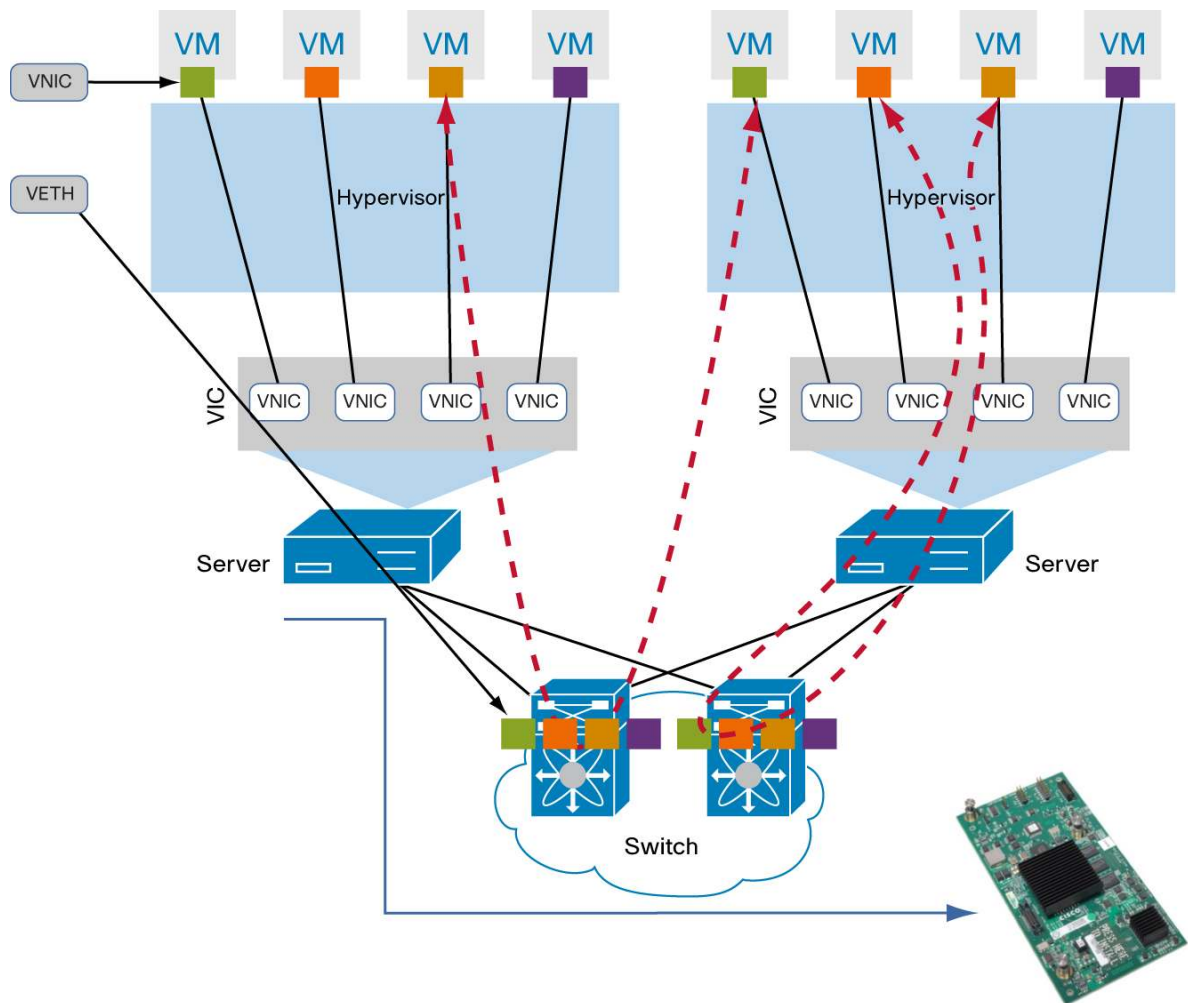 VM VM VM VM VM VM VM VM
VNIC
VETH
Hypervisor Hypervisor
VIC VNIC VNIC VNIC VNIC VIC VNIC VNIC VNIC VNIC
Server Server
Switch
CISCO